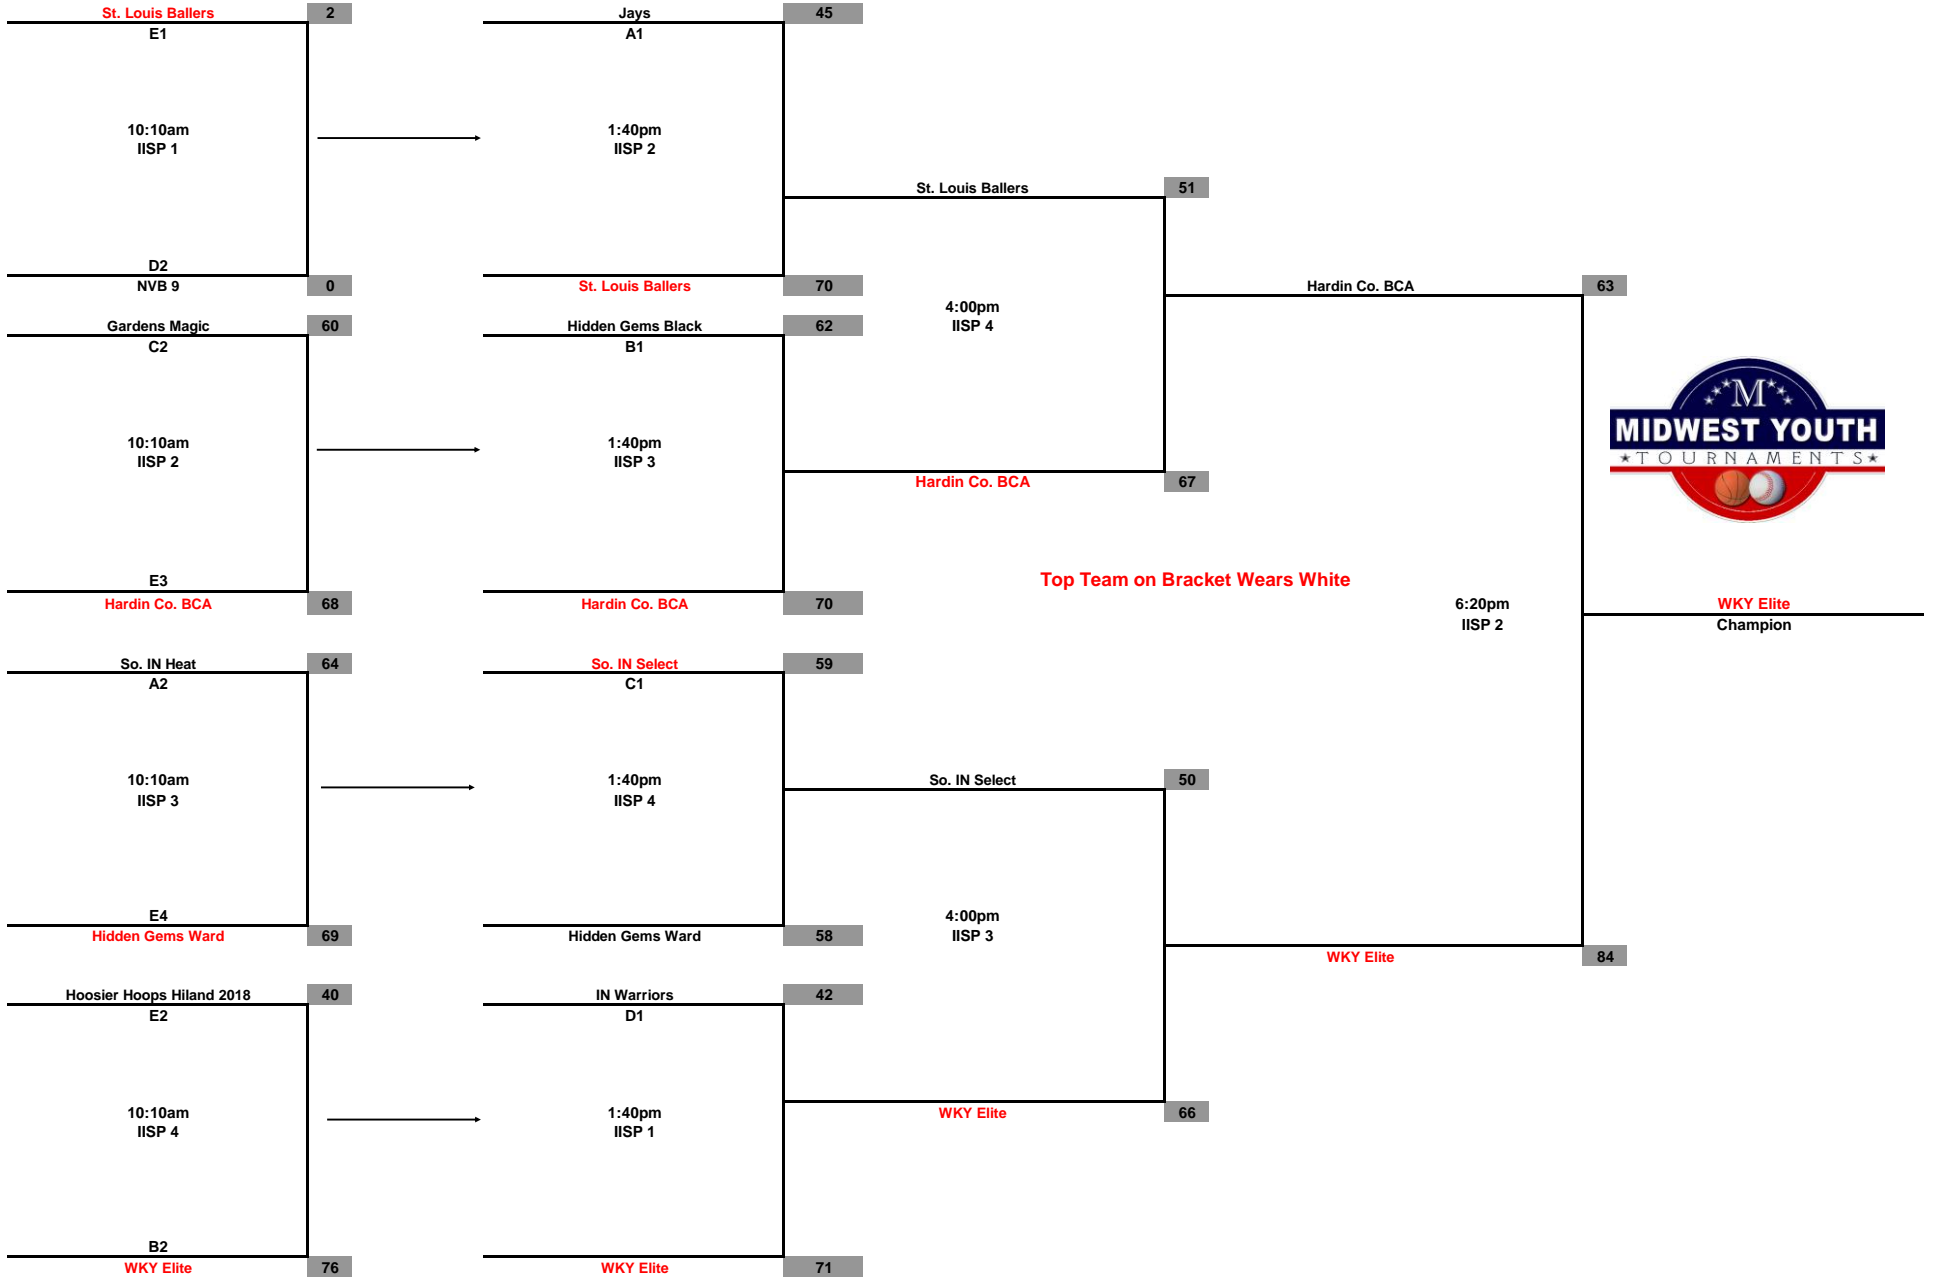 St. Louis Ballers 2
E1
10:10am
IISP 1
D2
NVB 9 0
Gardens Magic 60
C2
10:10am
IISP 2
E3
Hardin Co. BCA 68
So. IN Heat 64
A2
10:10am
IISP 3
E4
Hidden Gems Ward 69
Hoosier Hoops Hiland 2018 40
E2
10:10am
IISP 4
B2
WKY Elite 76
Jays 45
A1
1:40pm
IISP 2
St. Louis Ballers 70
Hidden Gems Black 62
B1
1:40pm
IISP 3
Hardin Co. BCA 70
So. IN Select 59
C1
1:40pm
IISP 4
Hidden Gems Ward 58
IN Warriors 42
D1
1:40pm
IISP 1
WKY Elite 71
St. Louis Ballers 51
4:00pm
IISP 4
Hardin Co. BCA 67
Top Team on Bracket Wears White
So. IN Select 50
4:00pm
IISP 3
WKY Elite 66
Hardin Co. BCA 63
6:20pm
IISP 2
WKY Elite 84
M
MIDWEST YOUTH
TOURNAMENTS
WKY Elite
Champion